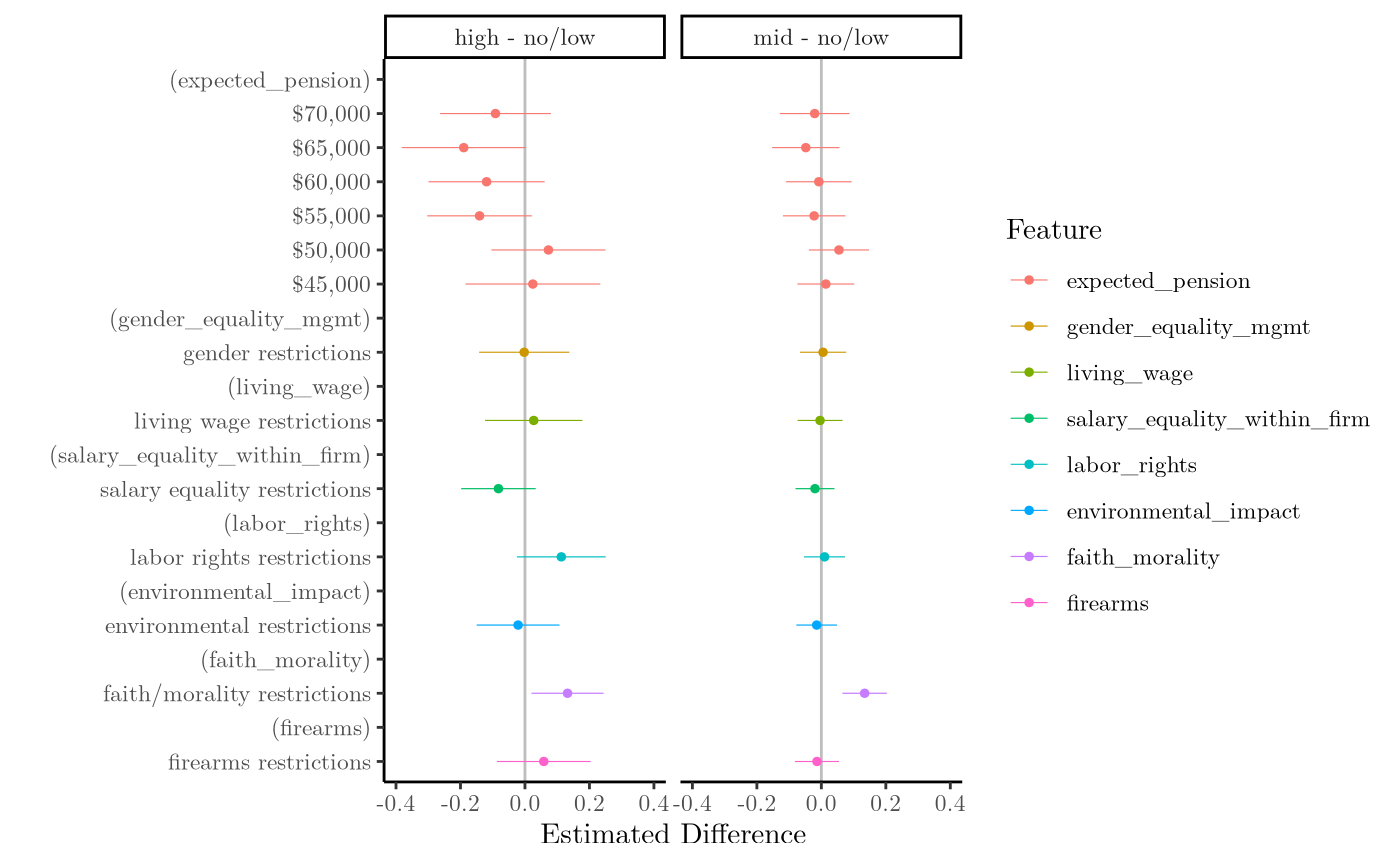 high - no/low
mid - no/low
(expected_pension)
$70,000
$65,000
$60,000
$55,000
$50,000
$45,000
(gender_equality_mgmt)
gender restrictions
(living_wage)
living wage restrictions
(salary_equality_within_firm)
salary equality restrictions
(labor_rights)
labor rights restrictions
(environmental_impact)
environmental restrictions
(faith_morality)
faith/morality restrictions
(firearms)
firearms restrictions
-0.4 -0.2 0.0 0.2 0.4 -0.4 -0.2 0.0 0.2 0.4
Estimated Difference
Feature
expected_pension
gender_equality_mgmt
living_wage
salary_equality_within_firm
labor_rights
environmental_impact
faith_morality
firearms